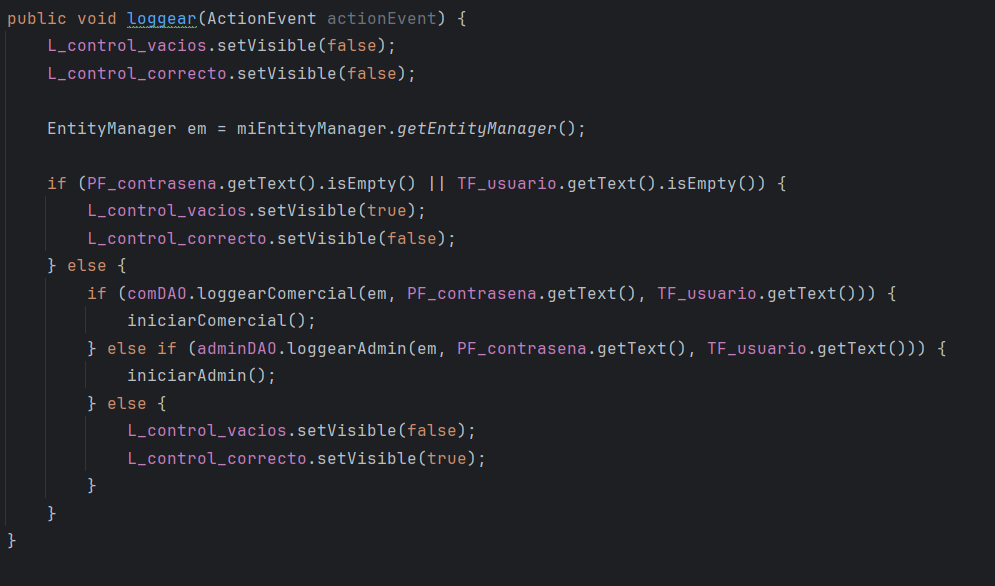 public void loggear(ActionEvent actionEvent) {
    L_control_vacios.setVisible(false);
    L_control_correcto.setVisible(false);

    EntityManager em = miEntityManager.getEntityManager();

    if (PF_contrasena.getText().isEmpty() || TF_usuario.getText().isEmpty()) {
        L_control_vacios.setVisible(true);
        L_control_correcto.setVisible(false);
    } else {
        if (comDAO.loggearComercial(em, PF_contrasena.getText(), TF_usuario.getText())) {
            iniciarComercial();
        } else if (adminDAO.loggearAdmin(em, PF_contrasena.getText(), TF_usuario.getText())) {
            iniciarAdmin();
        } else {
            L_control_vacios.setVisible(false);
            L_control_correcto.setVisible(true);
        }
    }
}